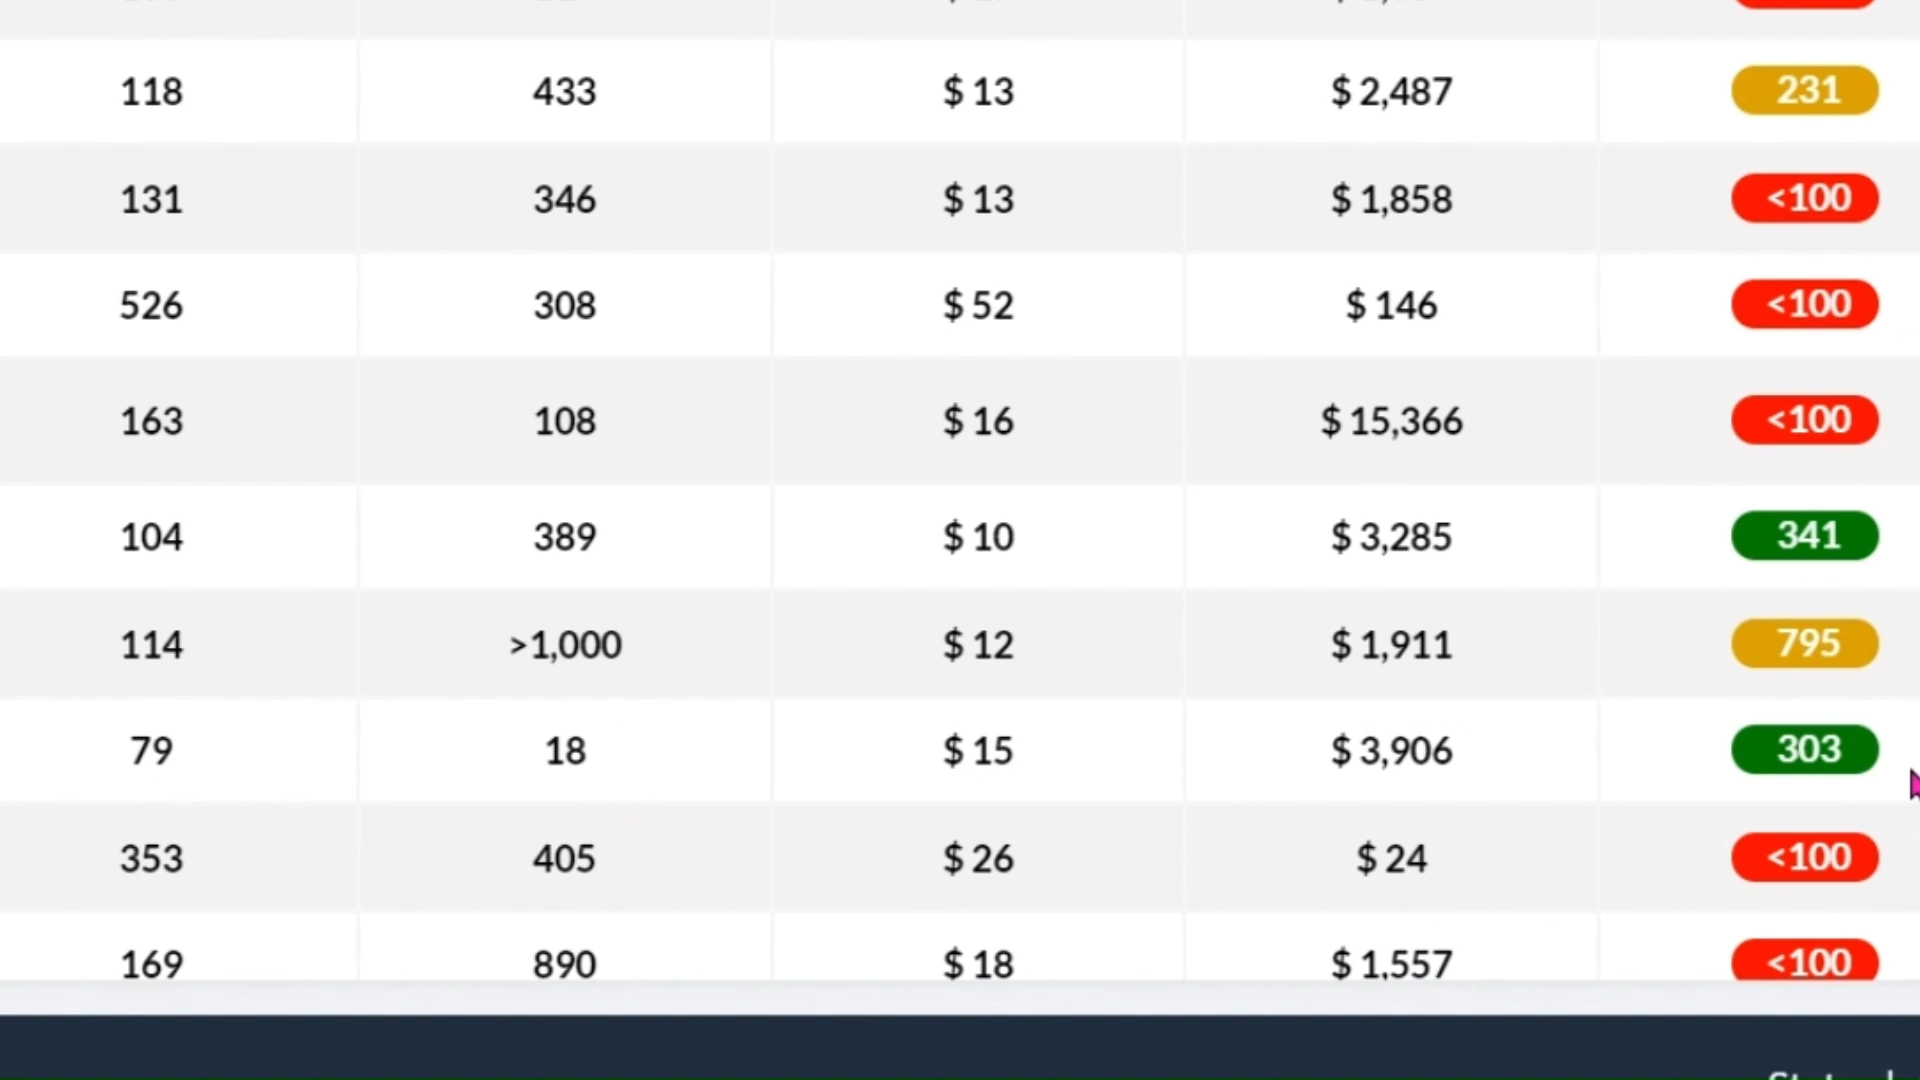 118 433 $ 13 $ 2,487 231
131 346 $ 13 $ 1,858 <100
526 308 $ 52 $ 146 <100
163 108 $ 16 $ 15,366 <100
104 389 $ 10 $ 3,285 341
114 >1,000 $ 12 $ 1,911 795
79 18 $ 15 $ 3,906 303
353 405 $ 26 $ 24 <100
169 890 $ 18 $ 1,557 <100